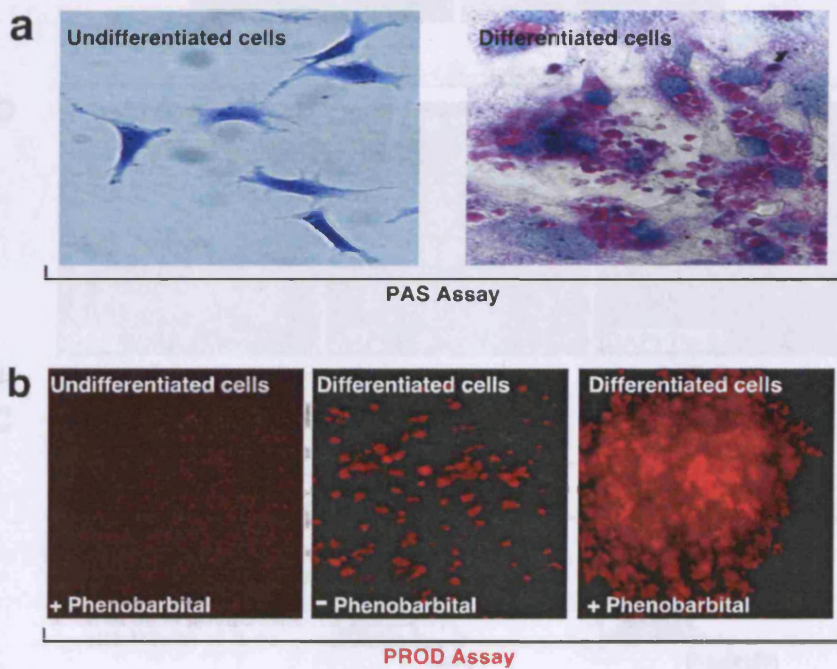 a
Undifferentiated cells
Differentiated cells
PAS Assay
b
Undifferentiated cells
Differentiated cells
Differentiated cells
+ Phenobarbital
- Phenobarbital
+ Phenobarbital
PROD Assay